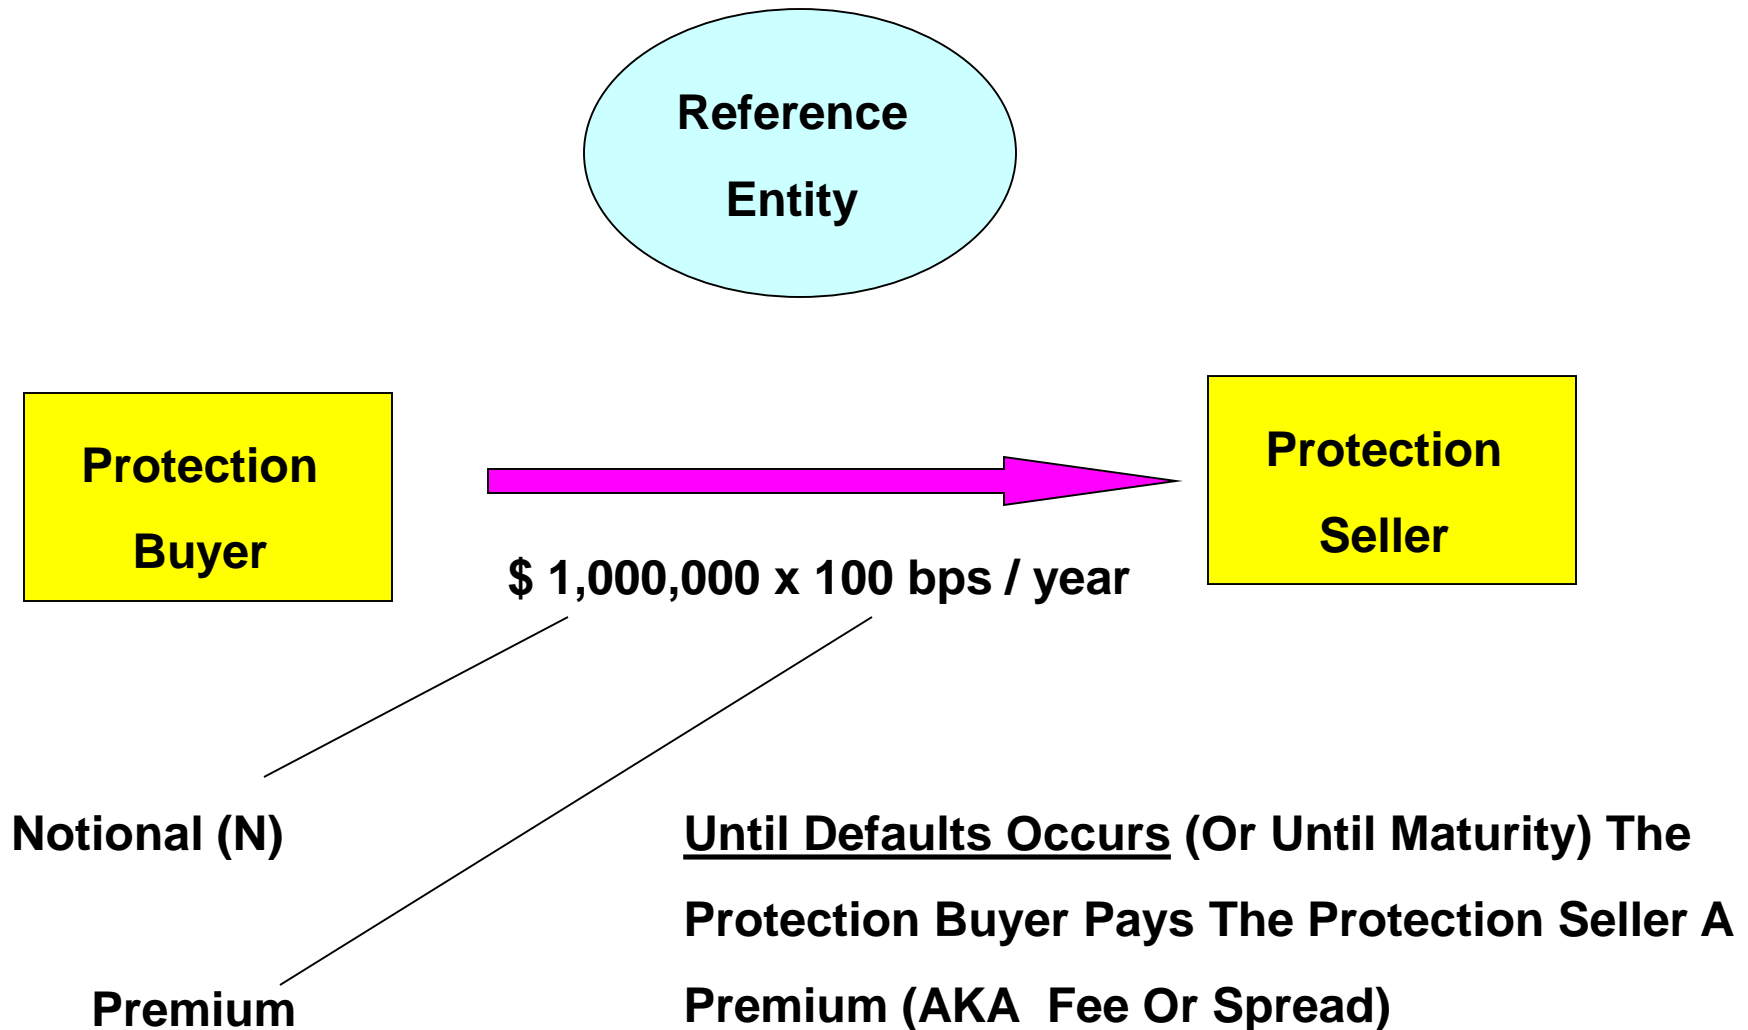 Reference
Entity
Protection
Buyer
Protection
Seller
$ 1,000,000 x 100 bps / year
Notional (N)
Premium
Until Defaults Occurs (Or Until Maturity) The
Protection Buyer Pays The Protection Seller A
Premium (AKA Fee Or Spread)